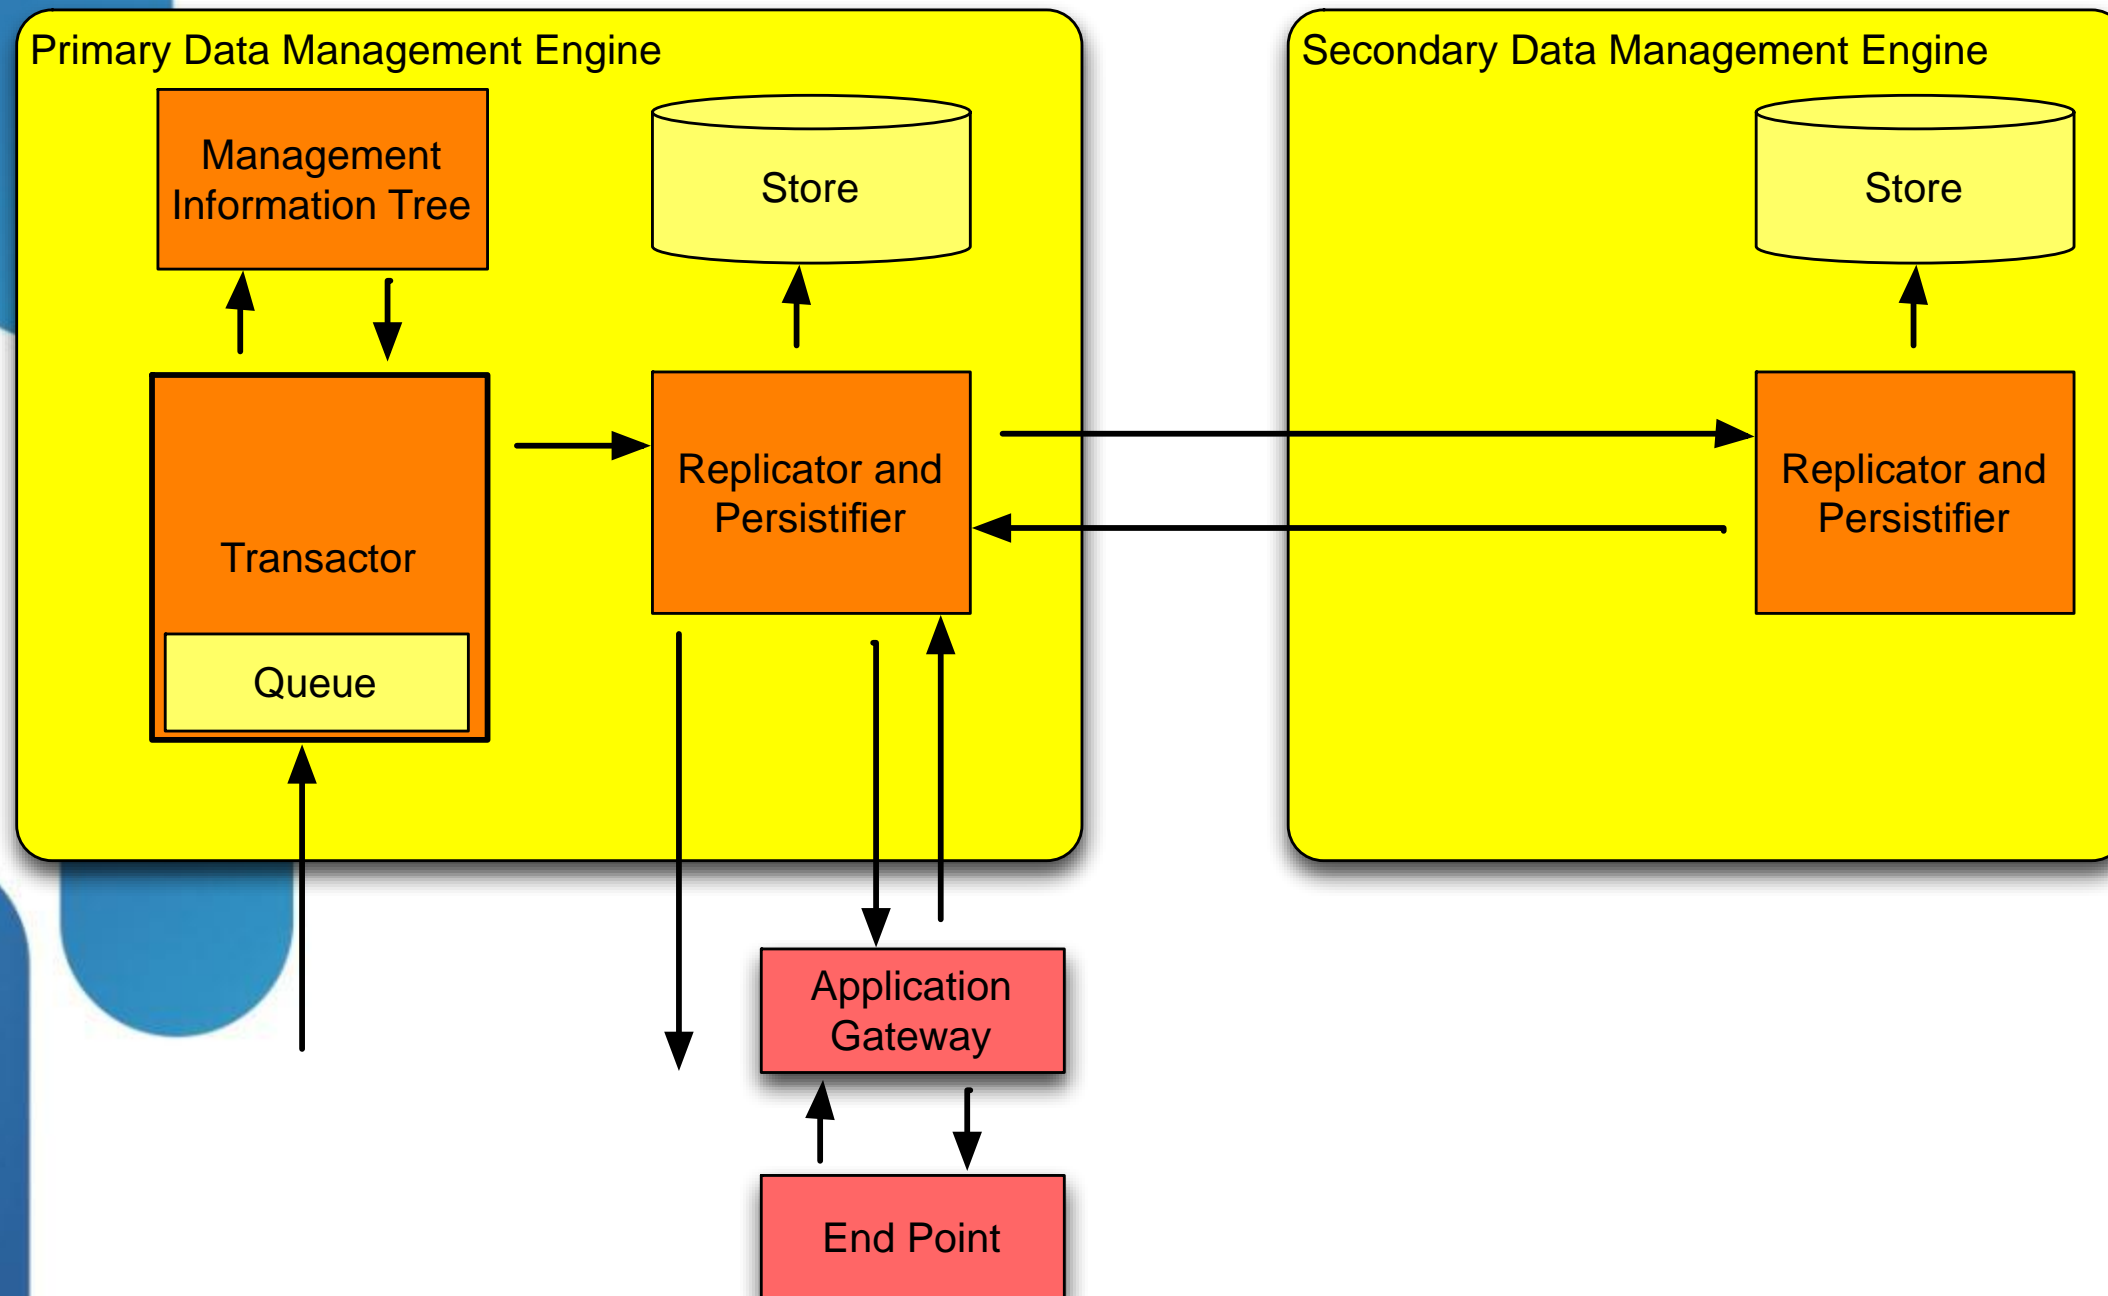 Primary Data Management Engine
Management
Information Tree
Store
Transactor
Queue
Replicator and
Persistifier
Secondary Data Management Engine
Store
Replicator and
Persistifier
Application
Gateway
End Point